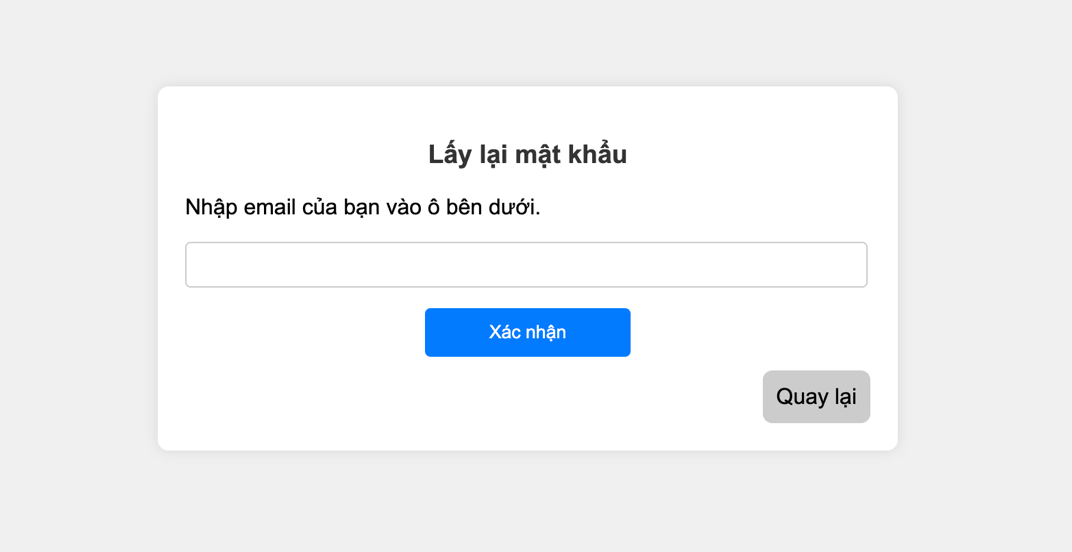 Lấy lại mật khẩu
Nhập email của bạn vào ô bên dưới.
Xác nhận
Quay lại